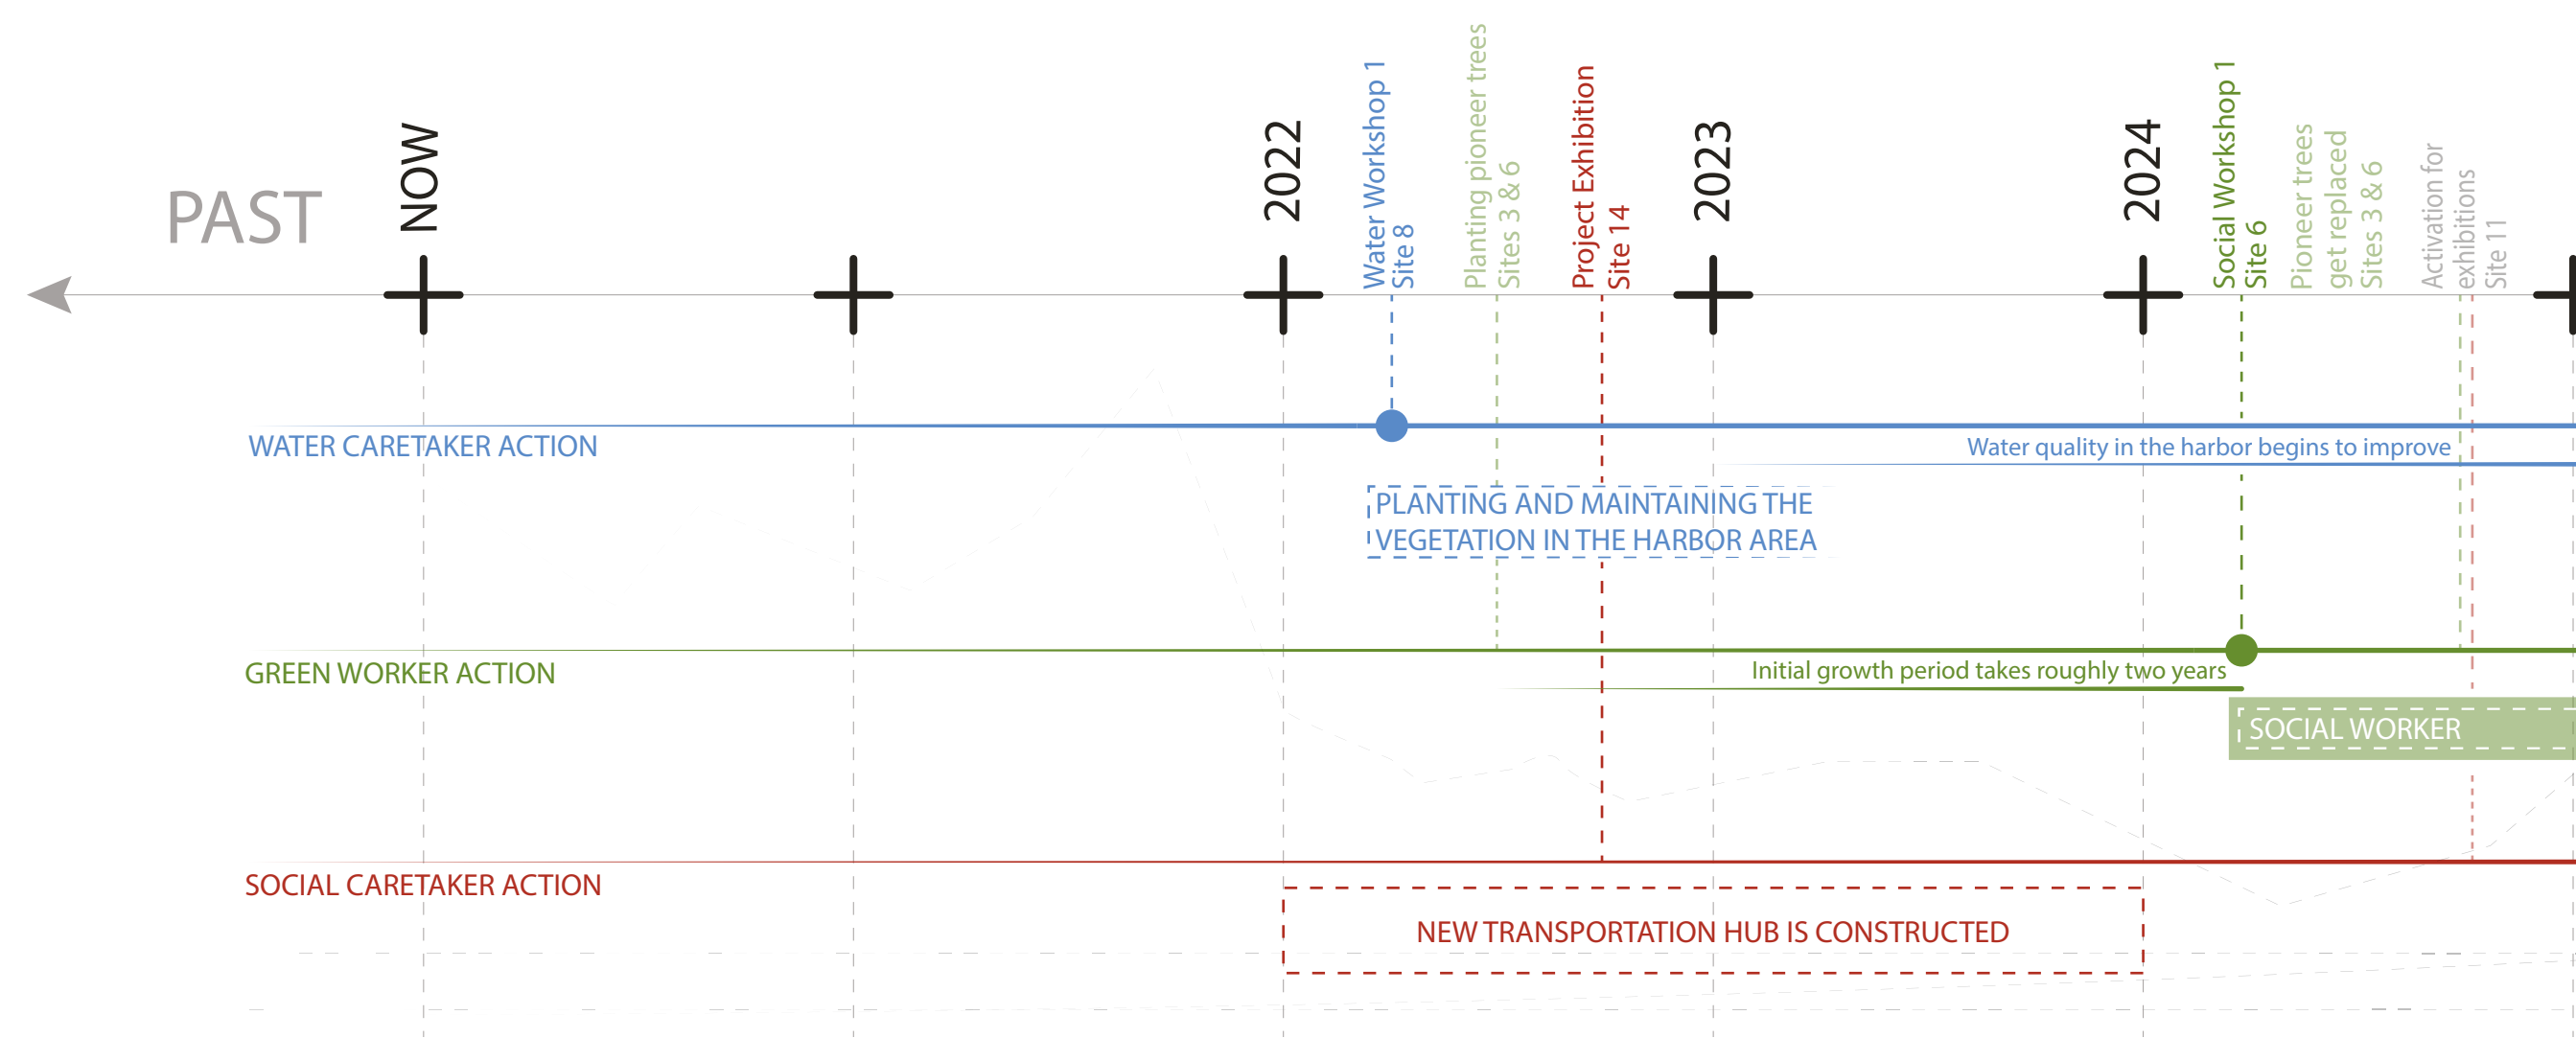 PAST
NOW
2022
Water Workshop 1
Site 8
Planting pioneer trees
Sites 3 & 6
Project Exhibition
Site 14
2023
2024
Social Workshop 1
Site 6
Pioneer trees
get replaced
Sites 3 & 6
Activation for
exhibitions
Site 11
WATER CARETAKER ACTION
Water quality in the harbor begins to improve
PLANTING AND MAINTAINING THE
VEGETATION IN THE HARBOR AREA
GREEN WORKER ACTION
Initial growth period takes roughly two years
SOCIAL WORKER
SOCIAL CARETAKER ACTION
NEW TRANSPORTATION HUB IS CONSTRUCTED